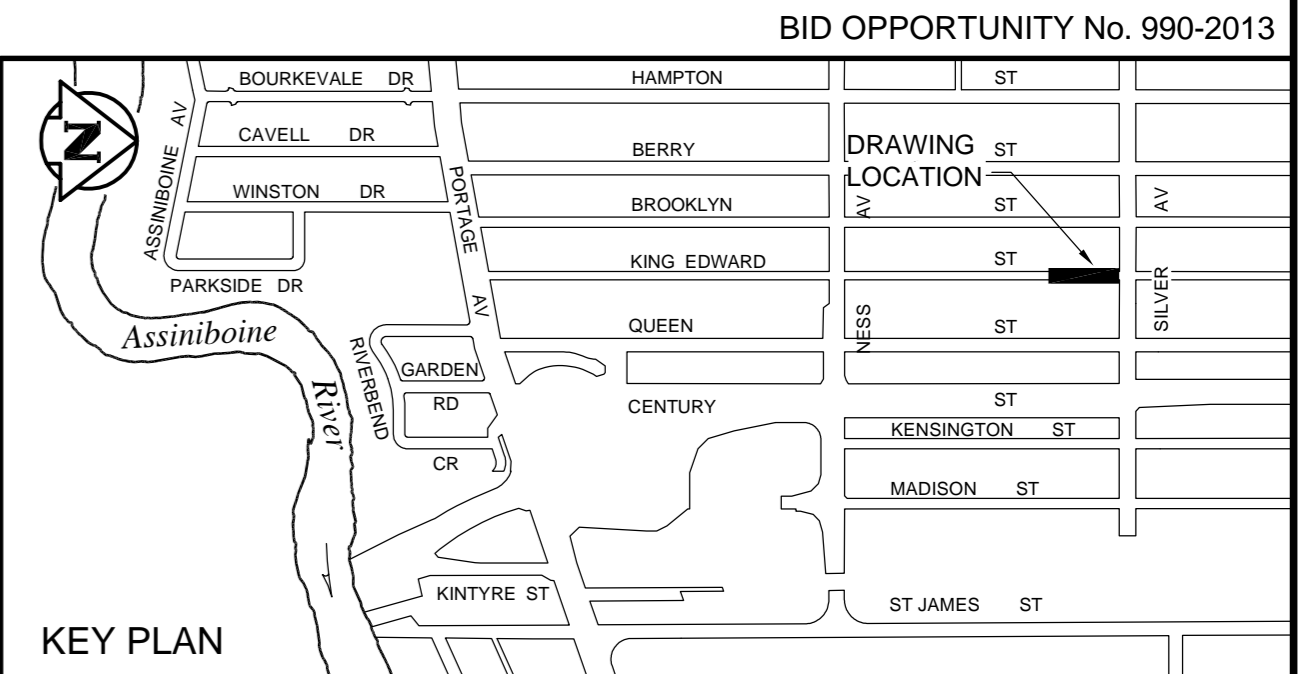 BID OPPORTUNITY No. 990-2013
BOURKEVALE DR
HAMPTON ST
N
ASSINIBOINE AV
CAVELL DR
BERRY ST
DRAWING
LOCATION
WINSTON DR
PORTAGE AV
BROOKLYN ST
NESS AV
SILVER AV
KING EDWARD ST
PARKSIDE DR
Assiniboine
River
QUEEN ST
RIVERBEND
CR
GARDEN
RD
CENTURY ST
KENSINGTON ST
MADISON ST
KINTYRE ST
ST JAMES ST
KEY PLAN